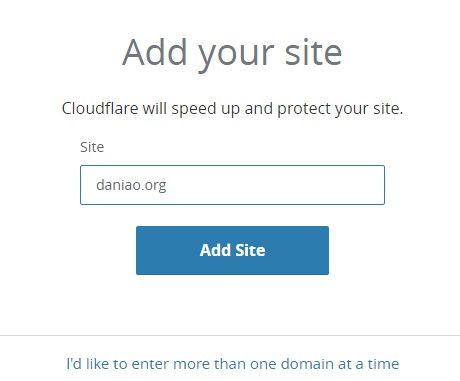 Add your site
Cloudflare will speed up and protect your site.
Site
daniao.org
Add Site
I'd like to enter more than one domain at a time